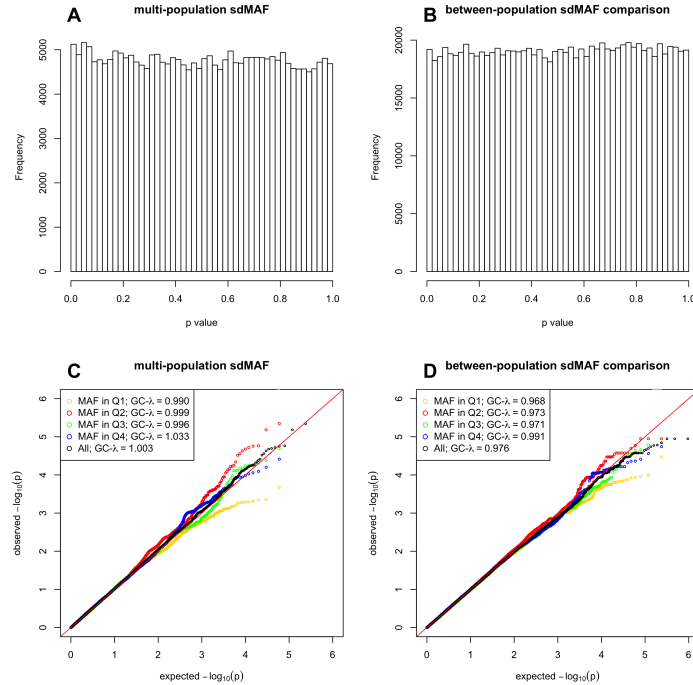 A
multi-population sdMAF
Frequency
0
1000
2000
3000
4000
5000
0.0
0.2
0.4
0.6
0.8
1.0
p value
B
between-population sdMAF comparison
Frequency
0
5000
10000
15000
20000
0.0
0.2
0.4
0.6
0.8
1.0
p value
C
multi-population sdMAF
MAF in Q1; GC-λ = 0.990
MAF in Q2; GC-λ = 0.999
MAF in Q3; GC-λ = 0.996
MAF in Q4; GC-λ = 1.033
All; GC-λ = 1.003
observed −log10(p)
0
1
2
3
4
5
6
0
1
2
3
4
5
6
expected −log10(p)
D
between-population sdMAF comparison
MAF in Q1; GC-λ = 0.968
MAF in Q2; GC-λ = 0.973
MAF in Q3; GC-λ = 0.971
MAF in Q4; GC-λ = 0.991
All; GC-λ = 0.976
observed −log10(p)
0
1
2
3
4
5
6
0
1
2
3
4
5
6
expected −log10(p)